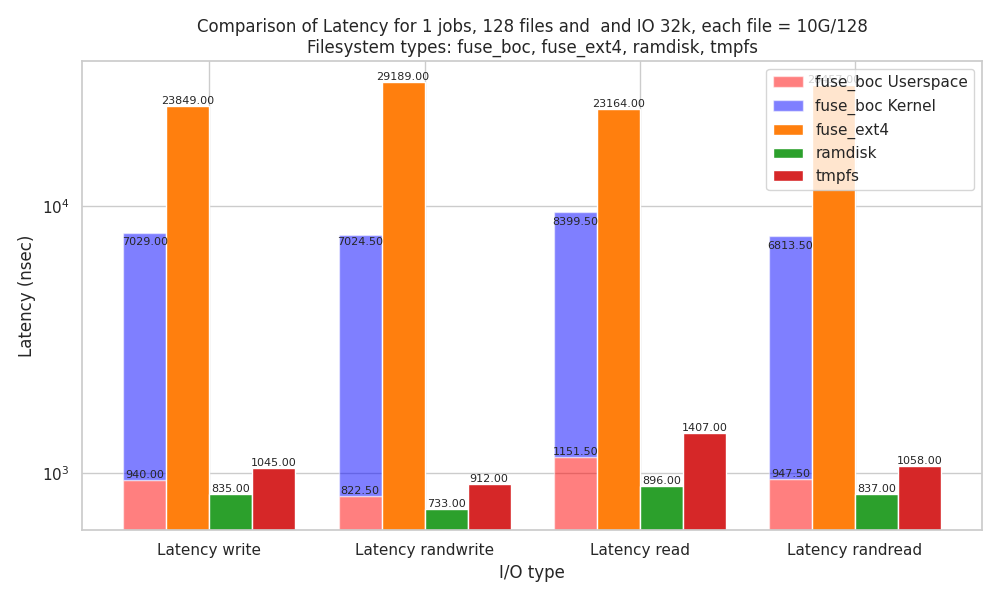 Comparison of Latency for 1 jobs, 128 files and  and IO 32k, each file = 10G/128
Filesystem types: fuse_boc, fuse_ext4, ramdisk, tmpfs
fuse_boc Userspace
fuse_boc Kernel
fuse_ext4
ramdisk
tmpfs
Latency (nsec)
10⁴
10³
23849.00
29189.00
23164.00
7029.00
7024.50
8399.50
6813.50
940.00
835.00
1045.00
822.50
733.00
912.00
1151.50
896.00
1407.00
947.50
837.00
1058.00
Latency write
Latency randwrite
Latency read
Latency randread
I/O type